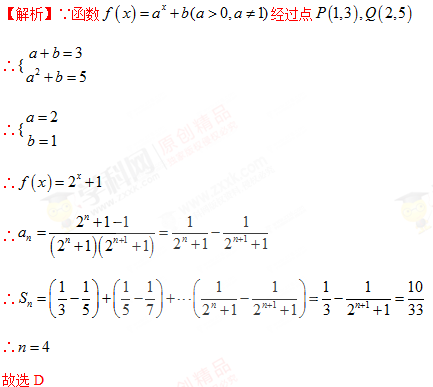 【解析】∵函数 f(x)=a^x+b(a>0,a≠1) 经过点 P(1,3),Q(2,5)
∴{a+b=3
a^2+b=5
∴{a=2
b=1
∴f(x)=2^x+1
∴a_n=(2^n+1-1)/((2^n+1)(2^{n+1}+1))=1/(2^n+1)-1/(2^{n+1}+1)
∴S_n=(1/3-1/5)+(1/5-1/7)+⋯(1/(2^n+1)-1/(2^{n+1}+1))=1/3-1/(2^{n+1}+1)=10/33
∴n=4
故选 D